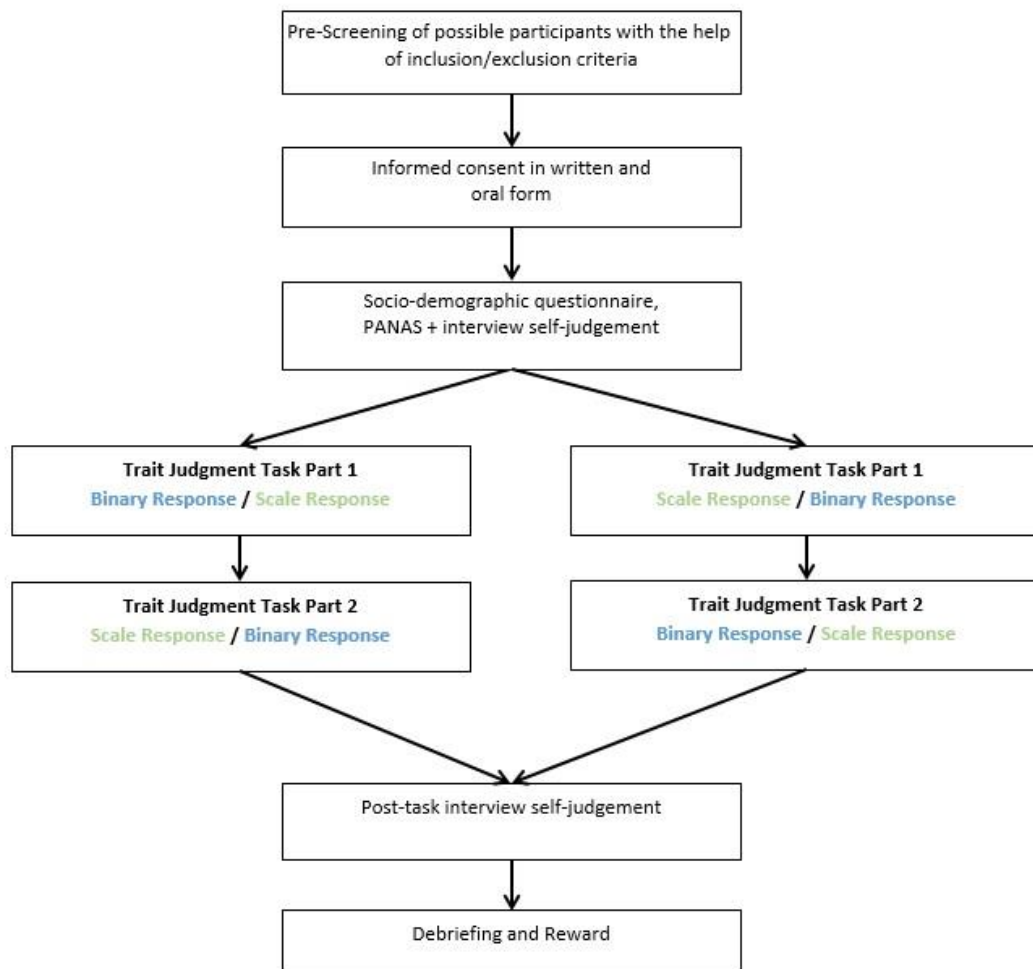 Pre-Screening of possible participants with the help
of inclusion/exclusion criteria
Informed consent in written and
oral form
Socio-demographic questionnaire,
PANAS + interview self-judgement
Trait Judgment Task Part 1
Binary Response / Scale Response
Trait Judgment Task Part 1
Scale Response / Binary Response
Trait Judgment Task Part 2
Scale Response / Binary Response
Trait Judgment Task Part 2
Binary Response / Scale Response
Post-task interview self-judgement
Debriefing and Reward